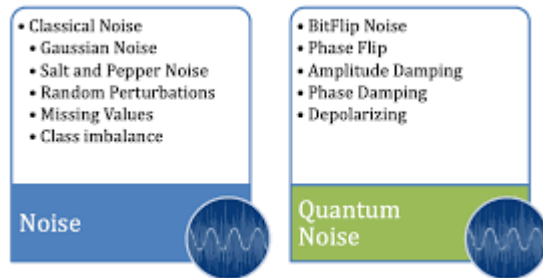 • Classical Noise
• Gaussian Noise
• Salt and Pepper Noise
• Random Perturbations
• Missing Values
• Class imbalance
Noise
• BitFlip Noise
• Phase Flip
• Amplitude Damping
• Phase Damping
• Depolarizing
Quantum
Noise